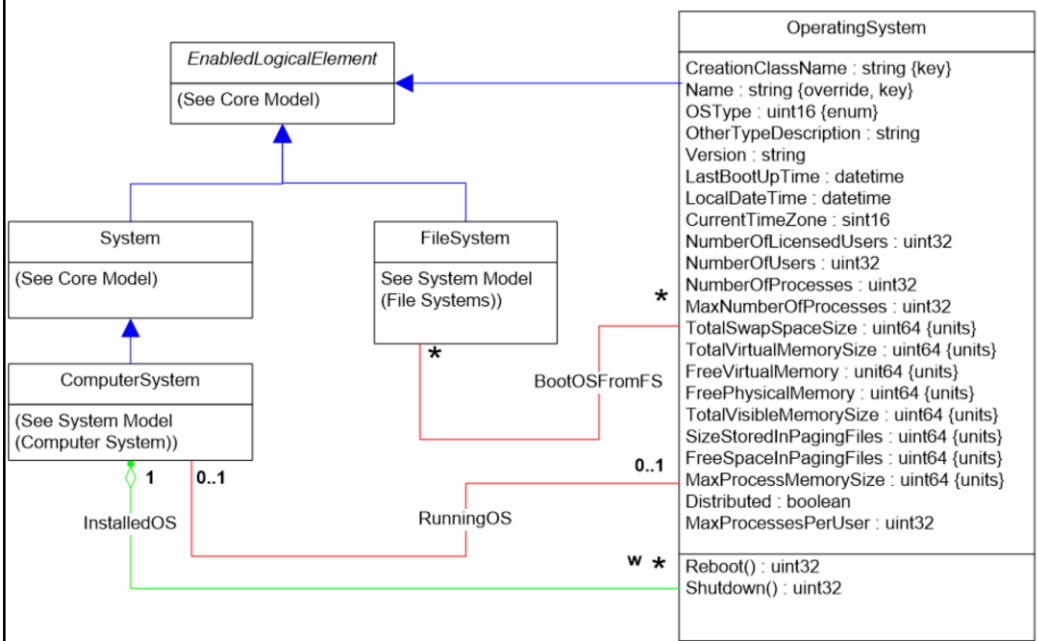 EnabledLogicalElement
(See Core Model)
System
(See Core Model)
FileSystem
See System Model
(File Systems))
*
ComputerSystem
(See System Model
(Computer System))
1
0..1
InstalledOS
RunningOS
BootOSFromFS
*
0..1
w *
OperatingSystem
CreationClassName : string {key}
Name : string {override, key}
OSType : uint16 {enum}
OtherTypeDescription : string
Version : string
LastBootUpTime : datetime
LocalDateTime : datetime
CurrentTimeZone : sint16
NumberOfLicensedUsers : uint32
NumberOfUsers : uint32
NumberOfProcesses : uint32
MaxNumberOfProcesses : uint32
TotalSwapSpaceSize : uint64 {units}
TotalVirtualMemorySize : uint64 {units}
FreeVirtualMemory : unit64 {units}
FreePhysicalMemory : uint64 {units}
TotalVisibleMemorySize : uint64 {units}
SizeStoredInPagingFiles : uint64 {units}
FreeSpaceInPagingFiles : uint64 {units}
MaxProcessMemorySize : uint64 {units}
Distributed : boolean
MaxProcessesPerUser : uint32
Reboot() : uint32
Shutdown() : uint32